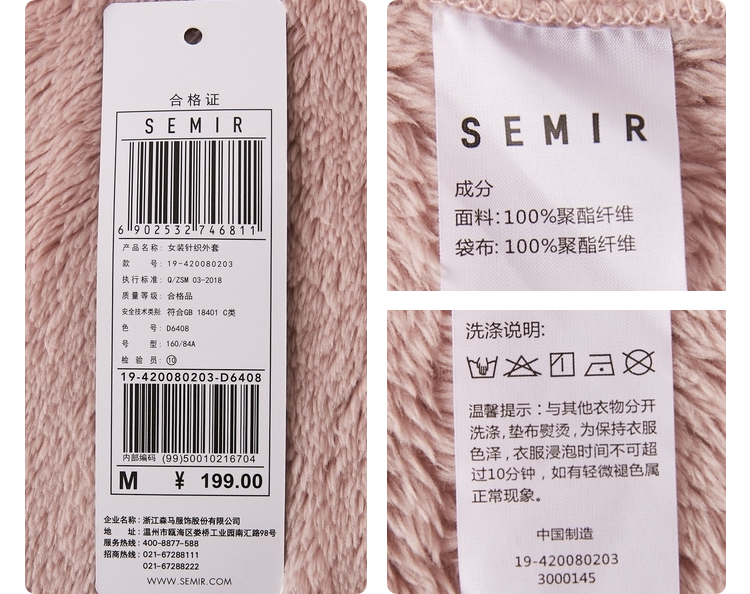 合格证
SEMIR
6 902532 746811
产品名称: 女装针织外套
款 号: 19-420080203
执行标准: Q/ZSM 03-2018
质量等级: 合格品
安全技术类别: 符合GB 18401 C类
色 号: D6408
号 型: 160/84A
检 验 员: ⑩
19-420080203-D6408
内部编码 (99)50010216704
M ¥ 199.00
企业名称: 浙江森马服饰股份有限公司
地 址: 温州市瓯海区娄桥工业园南汇路98号
服务热线: 400-8877-588
招商热线: 021-67288111
021-67288222
WWW.SEMIR.COM
SEMIR
成分
面料: 100%聚酯纤维
袋布: 100%聚酯纤维
洗涤说明:
温馨提示: 与其他衣物分开
洗涤, 垫布熨烫, 为保持衣服
色泽, 衣服浸泡时间不可超
过10分钟, 如有轻微褪色属
正常现象。
中国制造
19-420080203
3000145